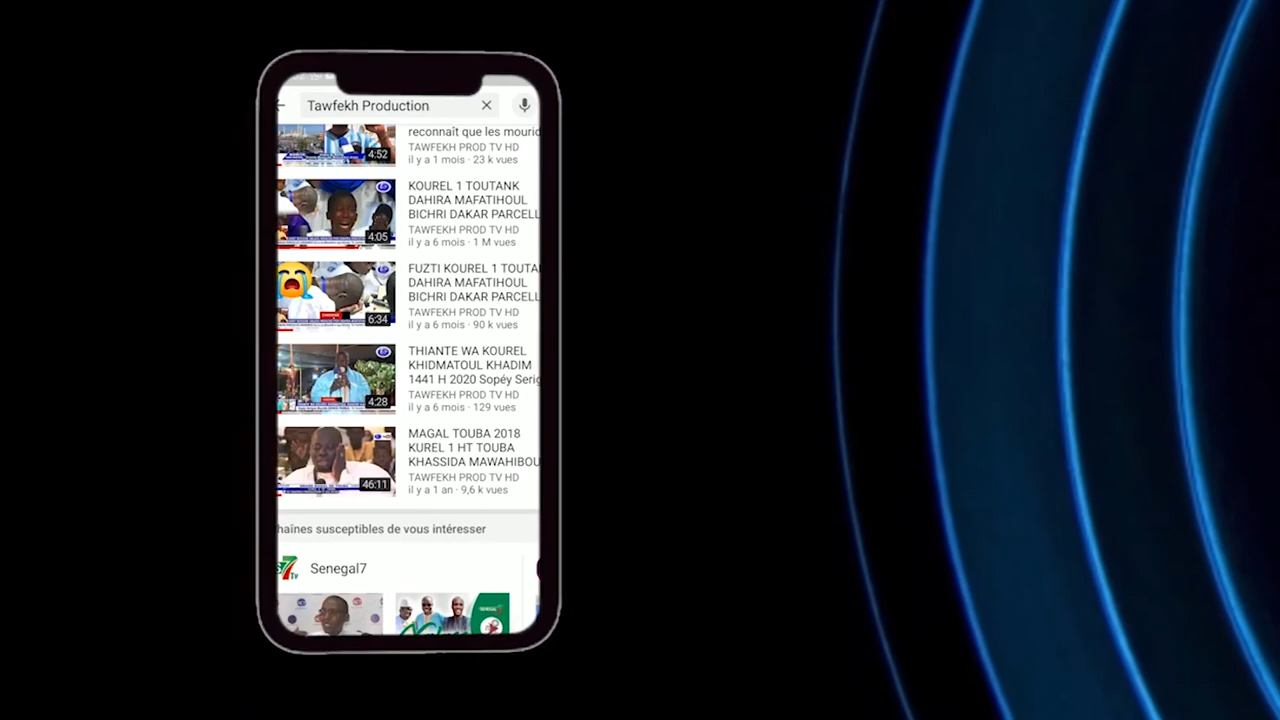 Tawfekh Production
reconnaît que les mourid
TAWFEKH PROD TV HD
il y a 1 mois · 23 k vues
4:52
KOUREL 1 TOUTANK
DAHIRA MAFATIHOUL
BICHRI DAKAR PARCELL
TAWFEKH PROD TV HD
il y a 6 mois · 1 M vues
4:05
FUZTI KOUREL 1 TOUTA
DAHIRA MAFATIHOUL
BICHRI DAKAR PARCELL
TAWFEKH PROD TV HD
il y a 6 mois · 90 k vues
6:34
THIANTE WA KOUREL
KHIDMATOUL KHADIM
1441 H 2020 Sopéy Serig
TAWFEKH PROD TV HD
il y a 6 mois · 129 vues
4:28
MAGAL TOUBA 2018
KUREL 1 HT TOUBA
KHASSIDA MAWAHIBOU
TAWFEKH PROD TV HD
il y a 1 an · 9,6 k vues
46:11
haînes susceptibles de vous intéresser
7
Tv
Senegal7